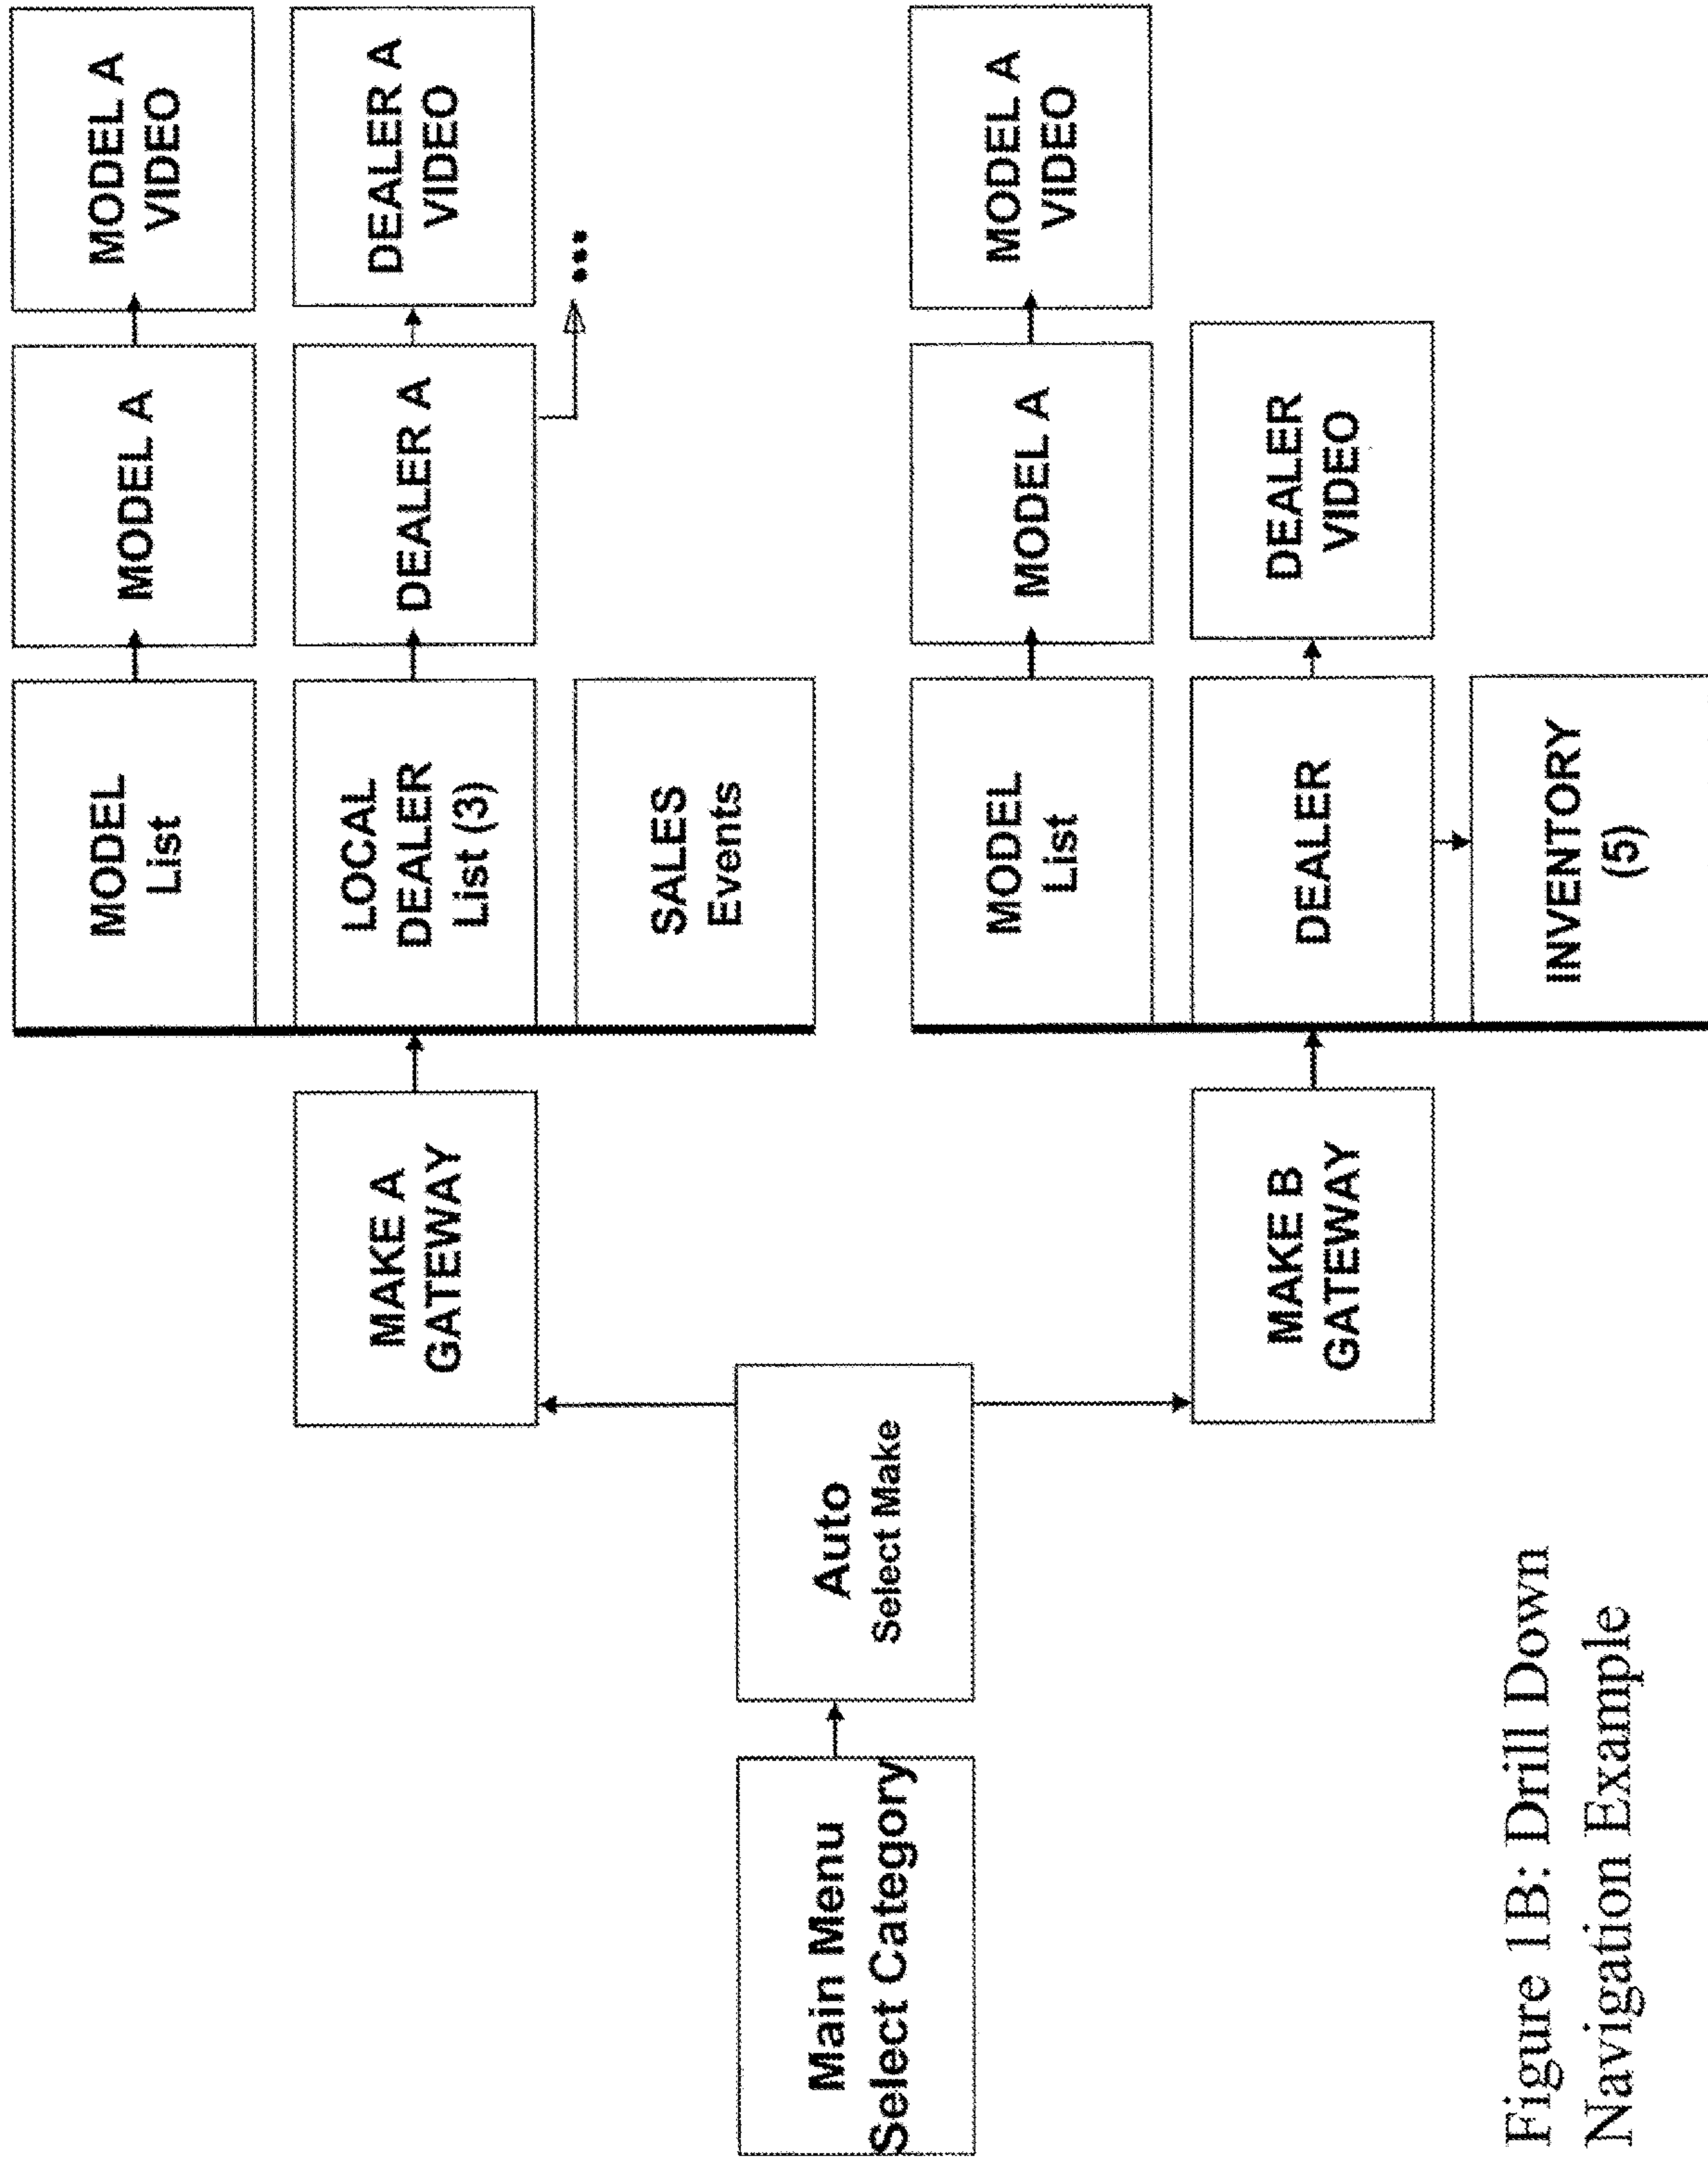 Main Menu
Select Category
Auto
Select Make
MAKE A
GATEWAY
MODEL
List
MODEL A
MODEL A
VIDEO
LOCAL
DEALER
List (3)
DEALER A
DEALER A
VIDEO
...
SALES
Events
MAKE B
GATEWAY
MODEL
List
MODEL A
MODEL A
VIDEO
DEALER
DEALER
VIDEO
INVENTORY
(5)
Figure 1B: Drill Down
Navigation Example